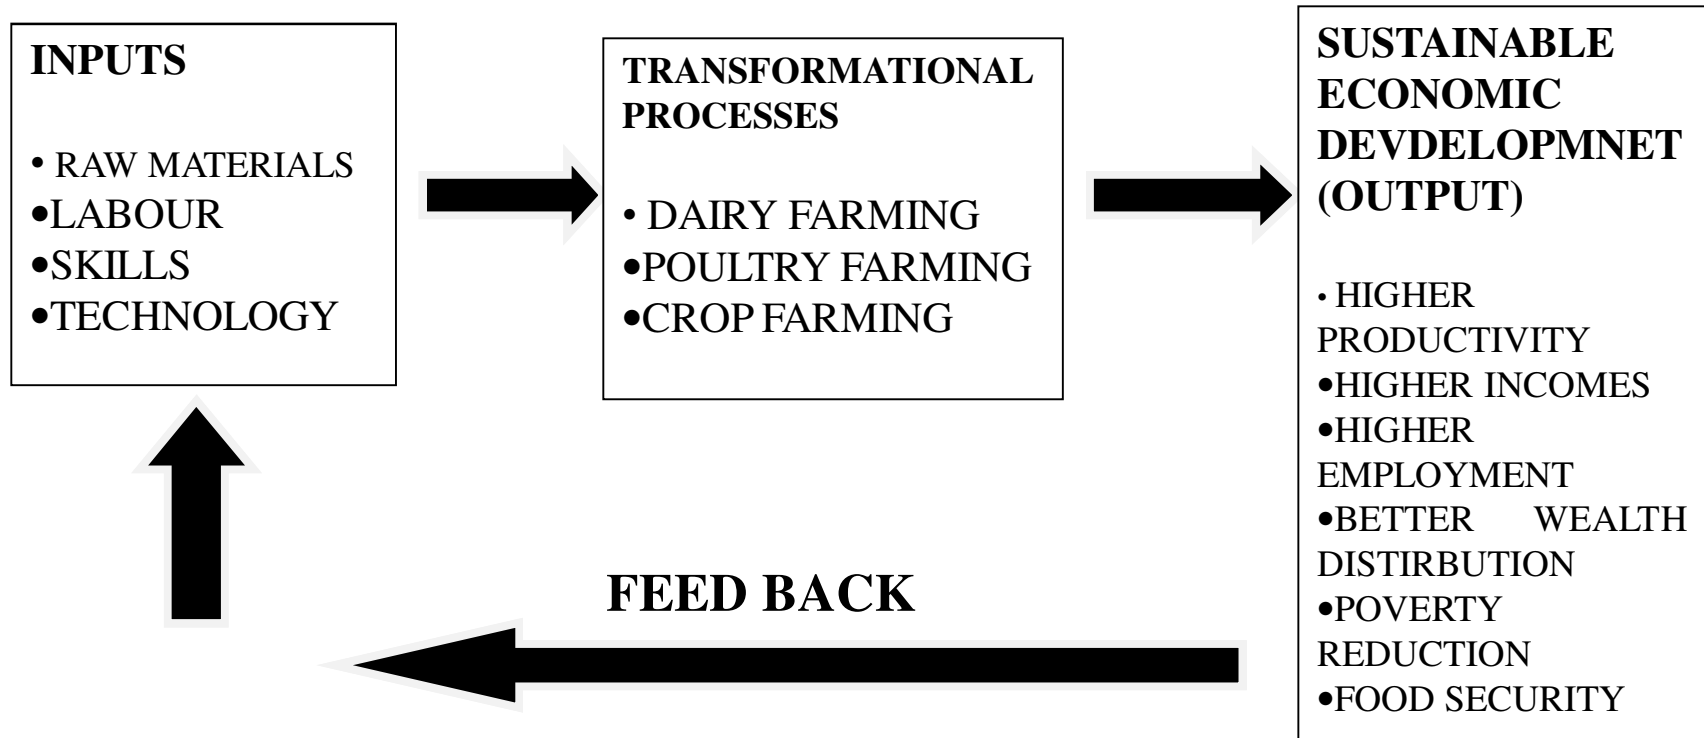 INPUTS
• RAW MATERIALS
•LABOUR
•SKILLS
•TECHNOLOGY
TRANSFORMATIONAL
PROCESSES
• DAIRY FARMING
•POULTRY FARMING
•CROP FARMING
SUSTAINABLE
ECONOMIC
DEVDELOPMNET
(OUTPUT)
• HIGHER
PRODUCTIVITY
•HIGHER INCOMES
•HIGHER
EMPLOYMENT
•BETTER WEALTH
DISTIRBUTION
•POVERTY
REDUCTION
•FOOD SECURITY
FEED BACK